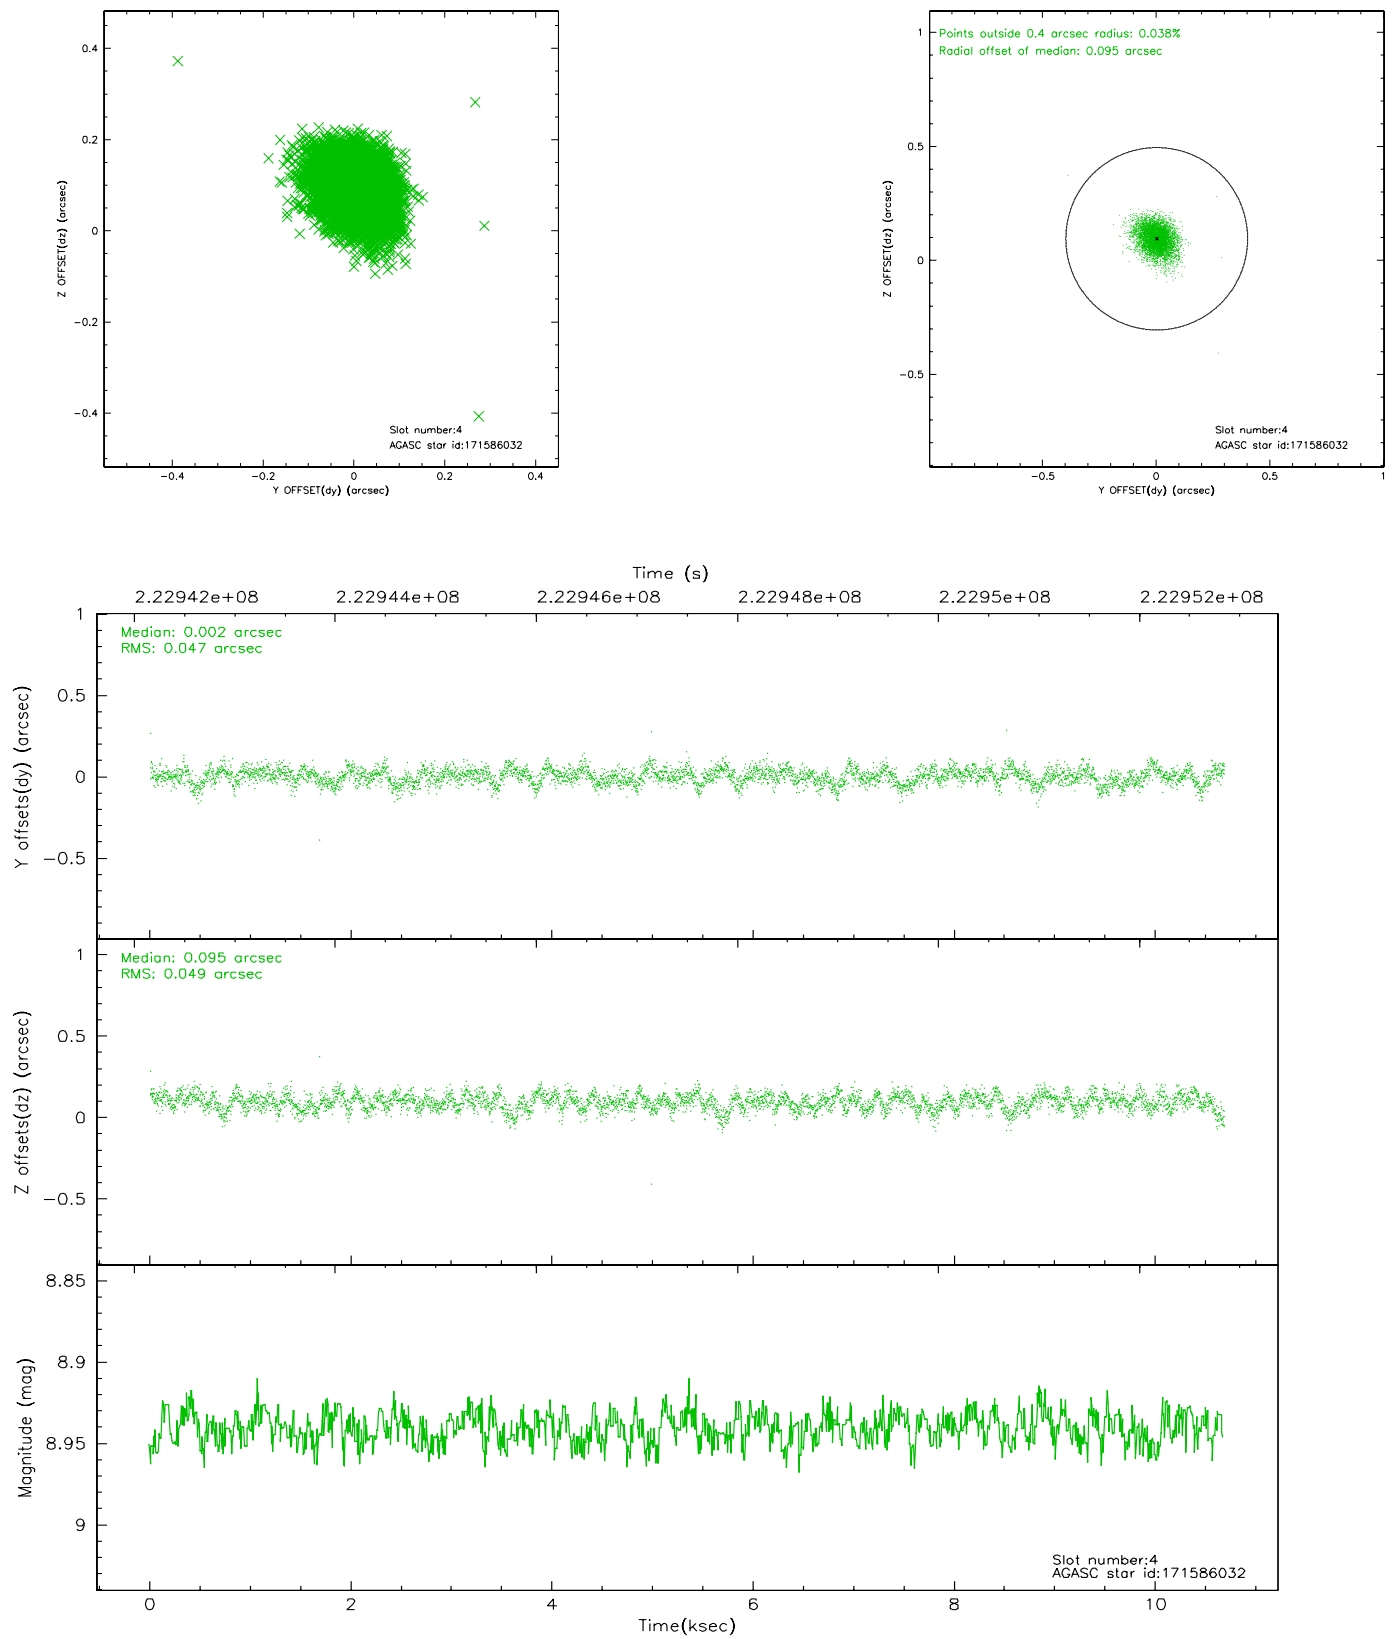 0.4
0.2
0
−0.2
−0.4
Z OFFSET(dz) (arcsec)
Slot number:4
AGASC star id:171586032
−0.4 −0.2 0 0.2 0.4
Y OFFSET(dy) (arcsec)
Points outside 0.4 arcsec radius: 0.038%
Radial offset of median: 0.095 arcsec
1
0.5
0
−0.5
Z OFFSET(dz) (arcsec)
Slot number:4
AGASC star id:171586032
−0.5 0 0.5 1
Y OFFSET(dy) (arcsec)
Time (s)
2.22942e+08 2.22944e+08 2.22946e+08 2.22948e+08 2.2295e+08 2.22952e+08
Median: 0.002 arcsec
RMS: 0.047 arcsec
1
0.5
0
−0.5
Y offsets(dy) (arcsec)
Median: 0.095 arcsec
RMS: 0.049 arcsec
1
0.5
0
−0.5
Z offsets(dz) (arcsec)
8.85
8.9
8.95
9
Magnitude (mag)
Slot number:4
AGASC star id:171586032
0 2 4 6 8 10
Time(ksec)